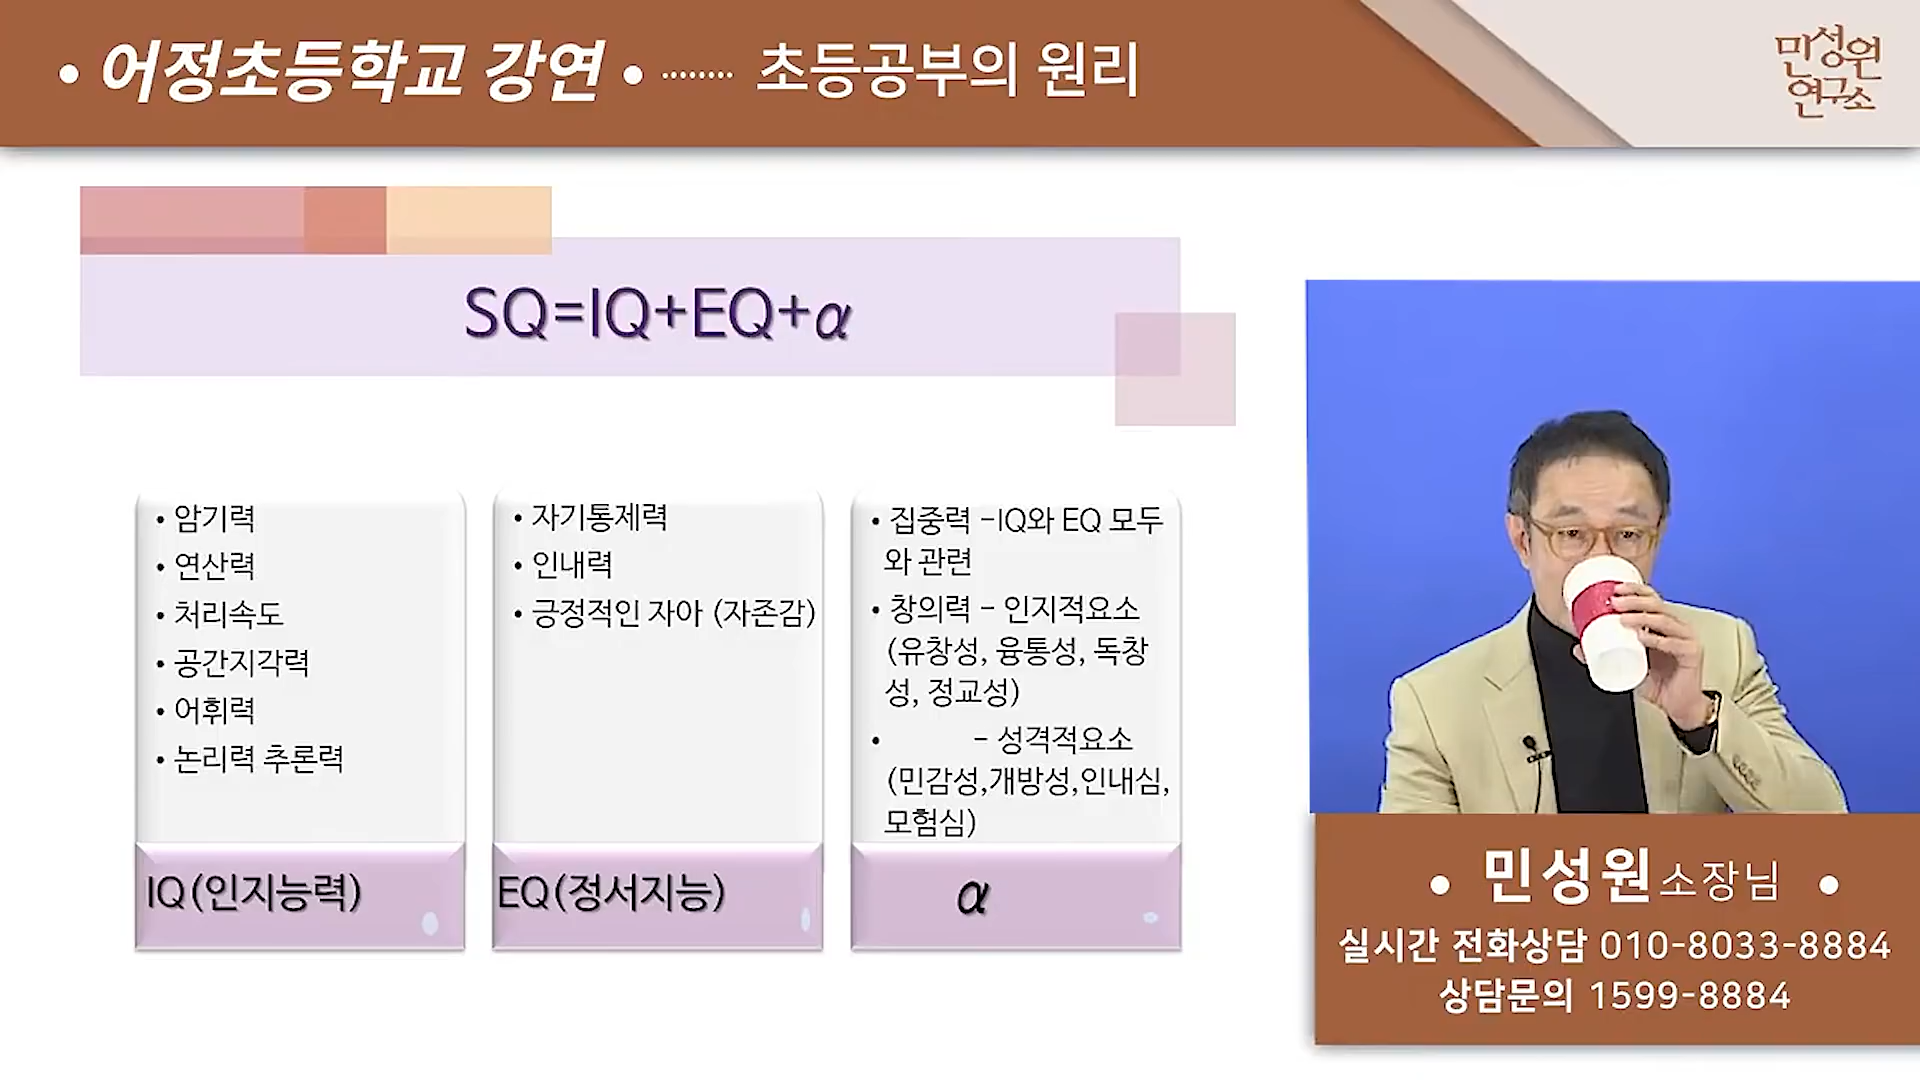 • 어정초등학교 강연 • ········ 초등공부의 원리
민성원
연구소
SQ=IQ+EQ+α
• 암기력
• 연산력
• 처리속도
• 공간지각력
• 어휘력
• 논리력 추론력
IQ(인지능력)
• 자기통제력
• 인내력
• 긍정적인 자아 (자존감)
EQ(정서지능)
• 집중력 -IQ와 EQ 모두
와 관련
• 창의력 - 인지적요소
(유창성, 융통성, 독창
성, 정교성)
• - 성격적요소
(민감성,개방성,인내심,
모험심)
α
• 민성원 소장님 •
실시간 전화상담 010-8033-8884
상담문의 1599-8884